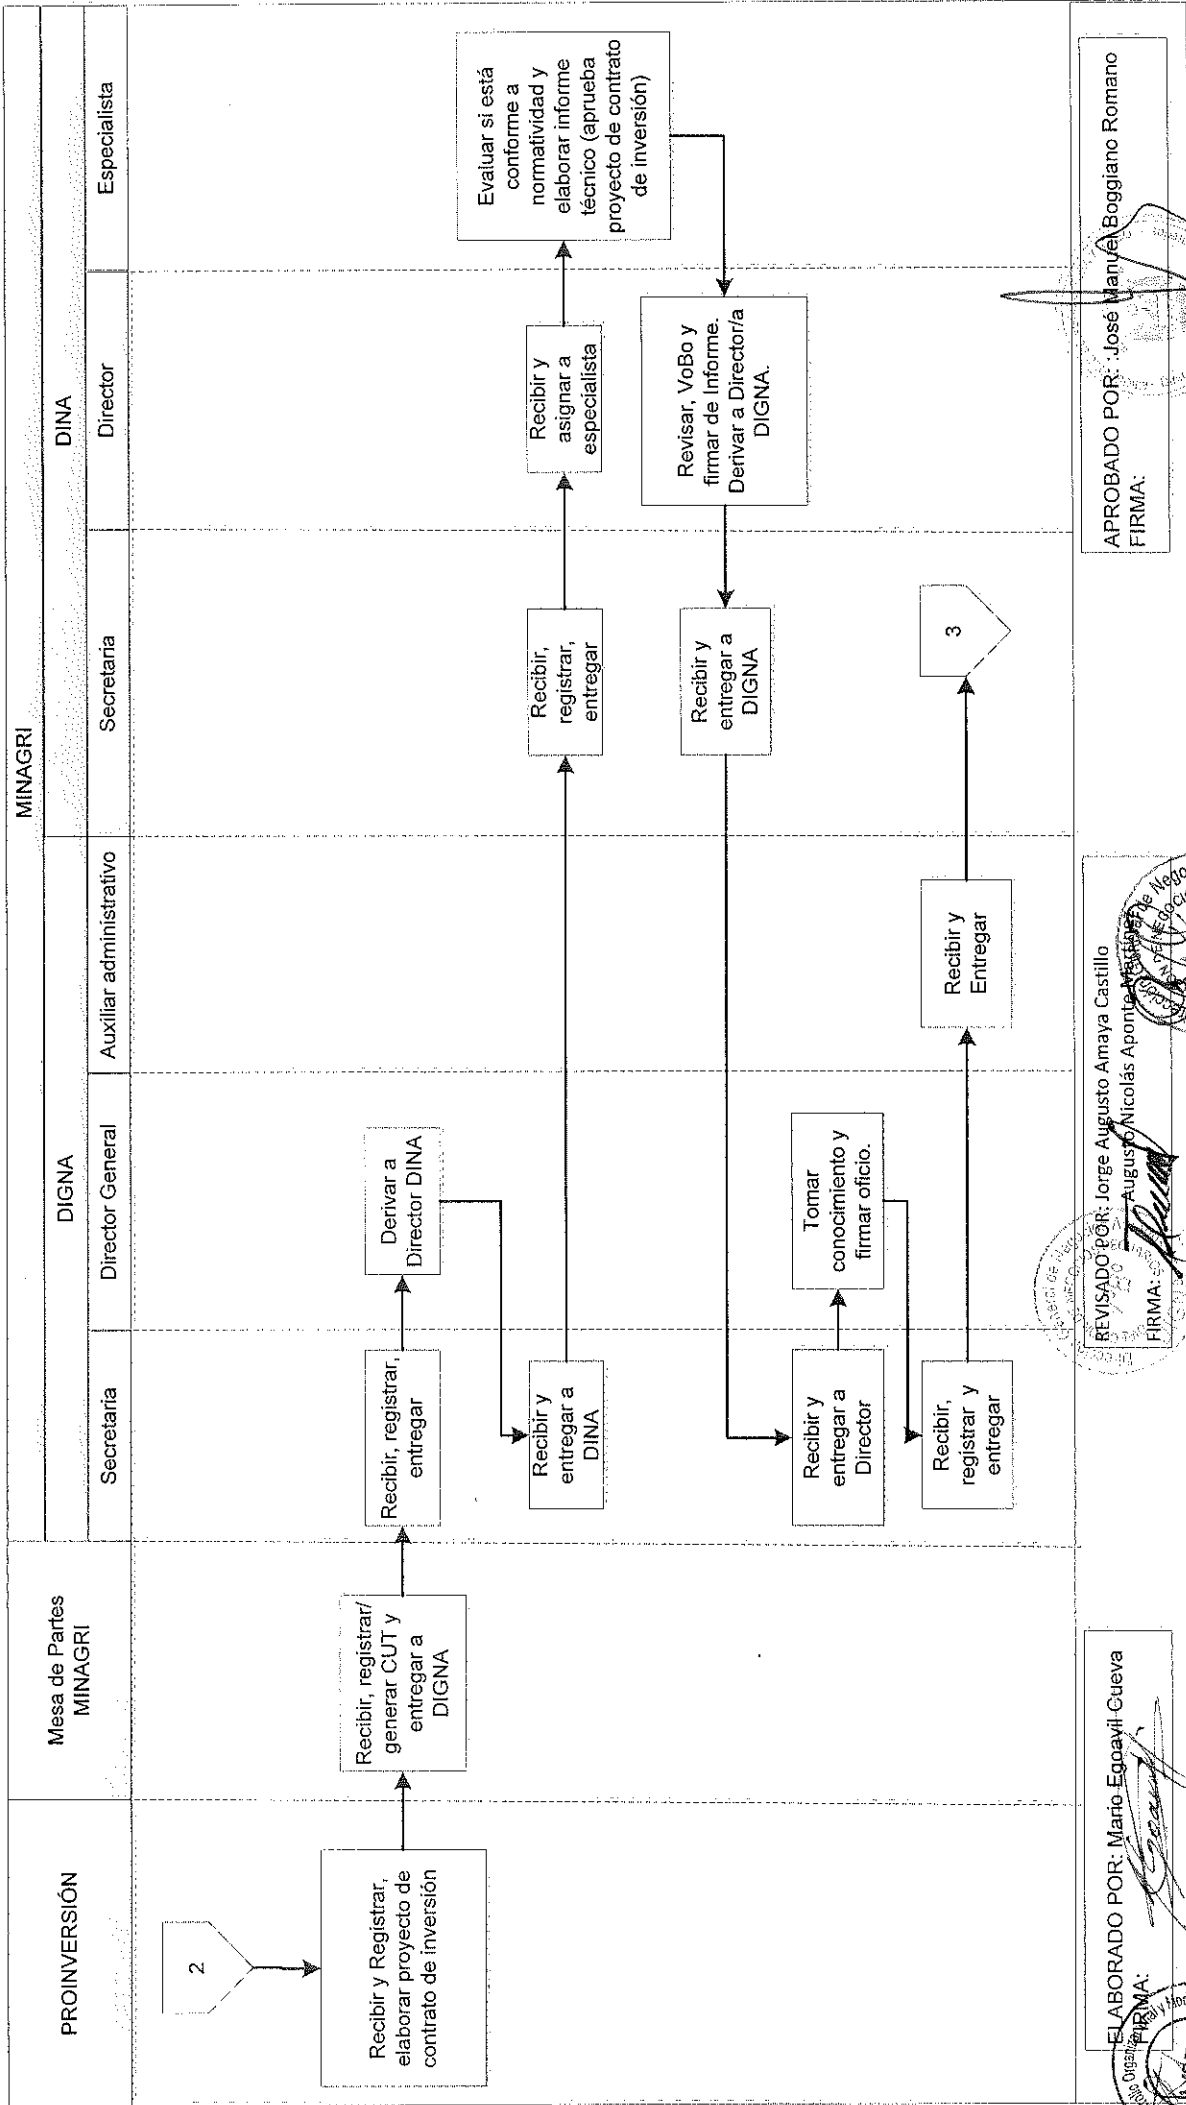 PROINVERSIÓN
Mesa de Partes
MINAGRI
MINAGRI
DIGNA
DINA
Secretaria
Director General
Auxiliar administrativo
Secretaria
Director
Especialista
2
Recibir y Registrar,
elaborar proyecto de
contrato de inversión
Recibir, registrar/
generar CUT y
entregar a
DIGNA
Recibir, registrar,
entregar
Derivar a
Director DINA
Recibir y
entregar a
DINA
Recibir,
registrar,
entregar
Recibir y
asignar a
especialista
Evaluar si está
conforme a
normatividad y
elaborar informe
técnico (aprueba
proyecto de contrato
de inversión)
Revisar, VoBo y
firmar de Informe.
Derivar a Director/a
DIGNA.
Recibir y
entregar a
DIGNA
Recibir y
entregar a
Director
Tomar
conocimiento y
firmar oficio.
Recibir,
registrar y
entregar
Recibir y
Entregar
3
ELABORADO POR: Mario Egoavil Cueva
FIRMA:
REVISADO POR: Jorge Augusto Amaya Castillo
Augusto Nicolás Aponte Martínez
FIRMA:
APROBADO POR: José Manuel Boggiano Romano
FIRMA: